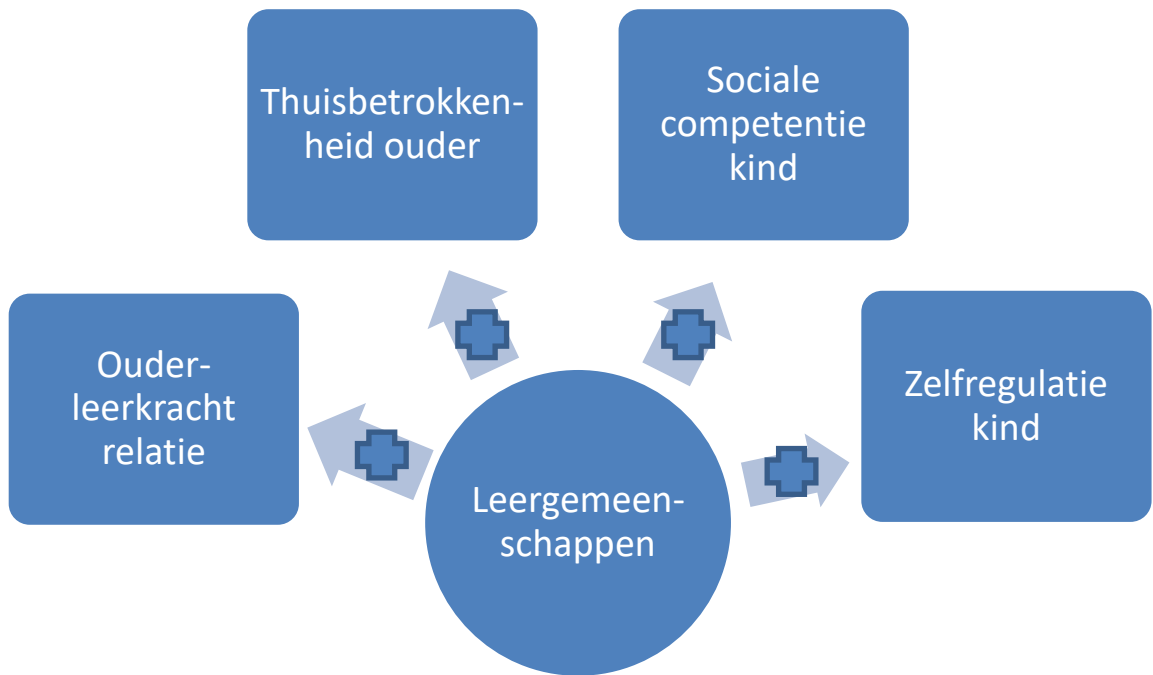 Thuisbetrokken-
heid ouder
Sociale
competentie
kind
Ouder-
leerkracht
relatie
Zelfregulatie
kind
Leergemeen-
schappen